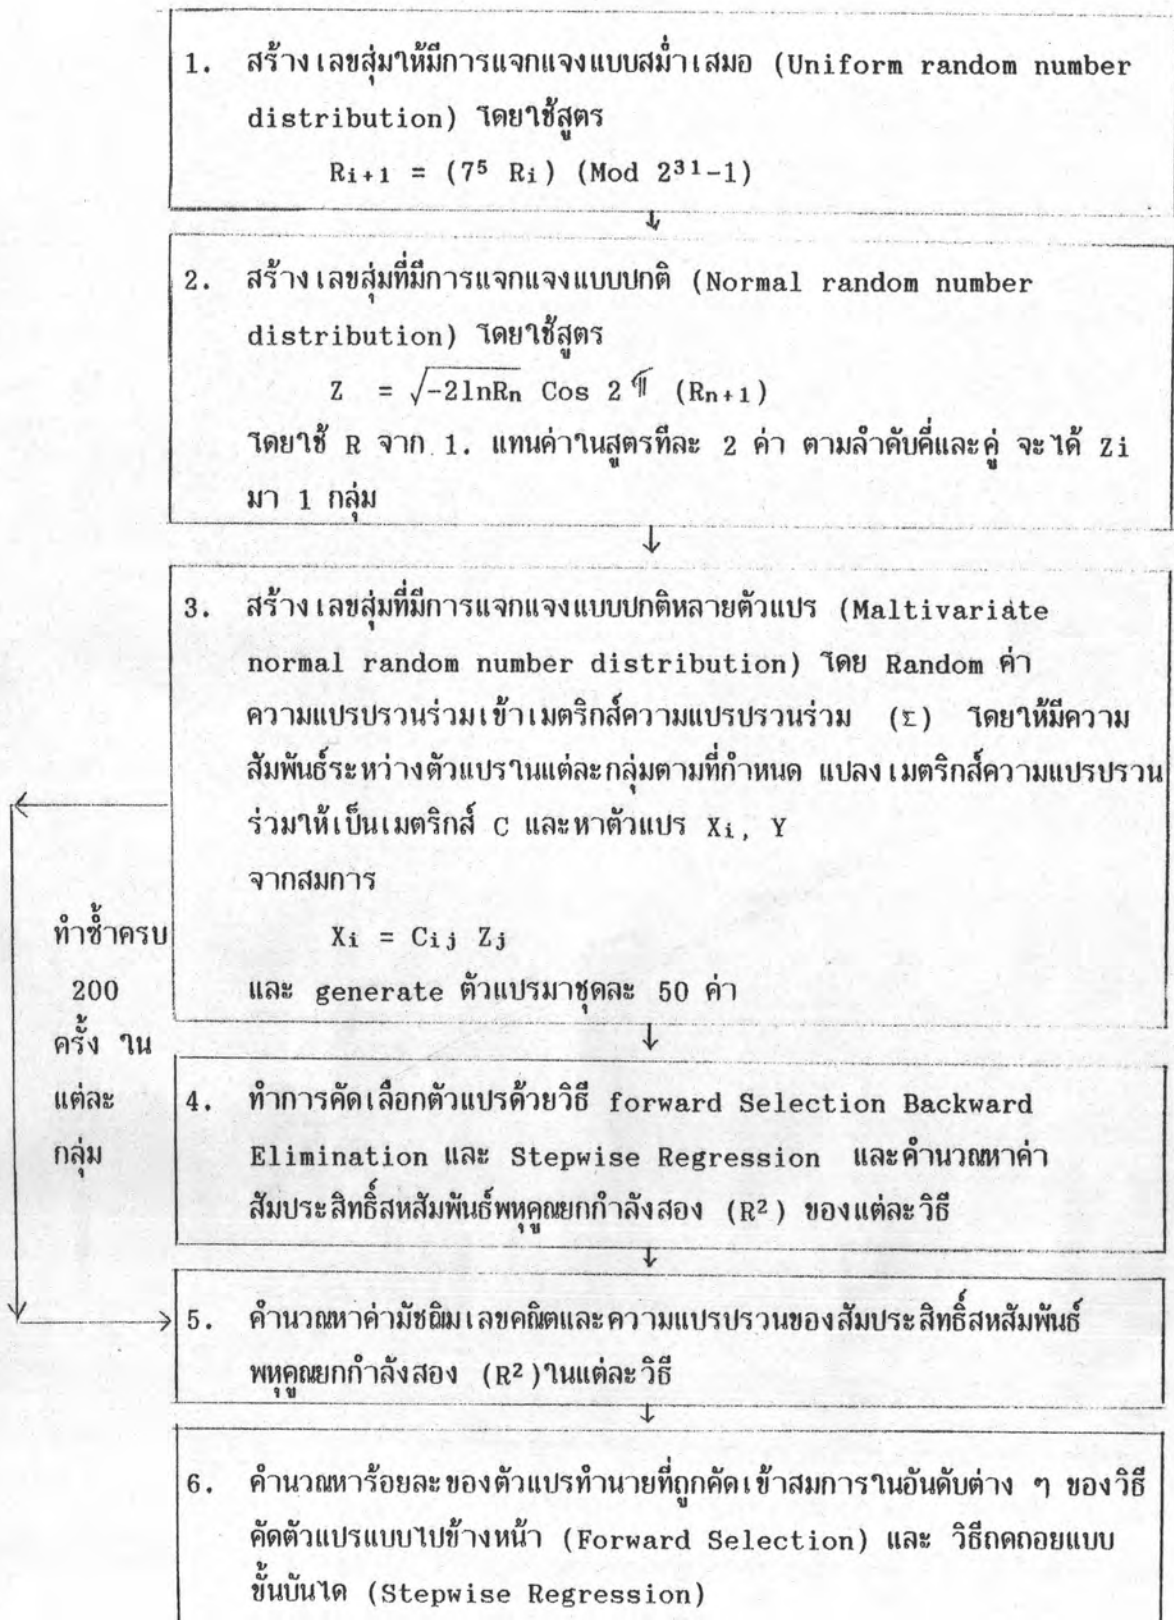 1. สร้างเลขสุ่มให้มีการแจกแจงแบบสม่ำเสมอ (Uniform random number
distribution) โดยใช้สูตร
Ri+1 = (7⁵ Ri) (Mod 2³¹-1)
2. สร้างเลขสุ่มที่มีการแจกแจงแบบปกติ (Normal random number
distribution) โดยใช้สูตร
Z = √-2lnRn Cos 2 π (Rn+1)
โดยใช้ R จาก 1. แทนค่าในสูตรทีละ 2 ค่า ตามลำดับคี่และคู่ จะได้ Zi
มา 1 กลุ่ม
3. สร้างเลขสุ่มที่มีการแจกแจงแบบปกติหลายตัวแปร (Maltivariate
normal random number distribution) โดย Random ค่า
ความแปรปรวนร่วมเข้าเมตริกส์ความแปรปรวนร่วม (Σ) โดยให้มีความ
สัมพันธ์ระหว่างตัวแปรในแต่ละกลุ่มตามที่กำหนด แปลงเมตริกส์ความแปรปรวน
ร่วมให้เป็นเมตริกส์ C และหาตัวแปร Xi, Y
จากสมการ
Xi = Cij Zj
และ generate ตัวแปรมาชุดละ 50 ค่า
ทำซ้ำครบ
200
ครั้ง ใน
แต่ละ
กลุ่ม
4. ทำการคัดเลือกตัวแปรด้วยวิธี forward Selection Backward
Elimination และ Stepwise Regression และคำนวณหาค่า
สัมประสิทธิ์สหสัมพันธ์พหุคูณยกกำลังสอง (R²) ของแต่ละวิธี
5. คำนวณหาค่ามัชฌิมเลขคณิตและความแปรปรวนของสัมประสิทธิ์สหสัมพันธ์
พหุคูณยกกำลังสอง (R²)ในแต่ละวิธี
6. คำนวณหาร้อยละของตัวแปรทำนายที่ถูกคัดเข้าสมการในอันดับต่าง ๆ ของวิธี
คัดตัวแปรแบบไปข้างหน้า (Forward Selection) และ วิธีถดถอยแบบ
ขั้นบันได (Stepwise Regression)